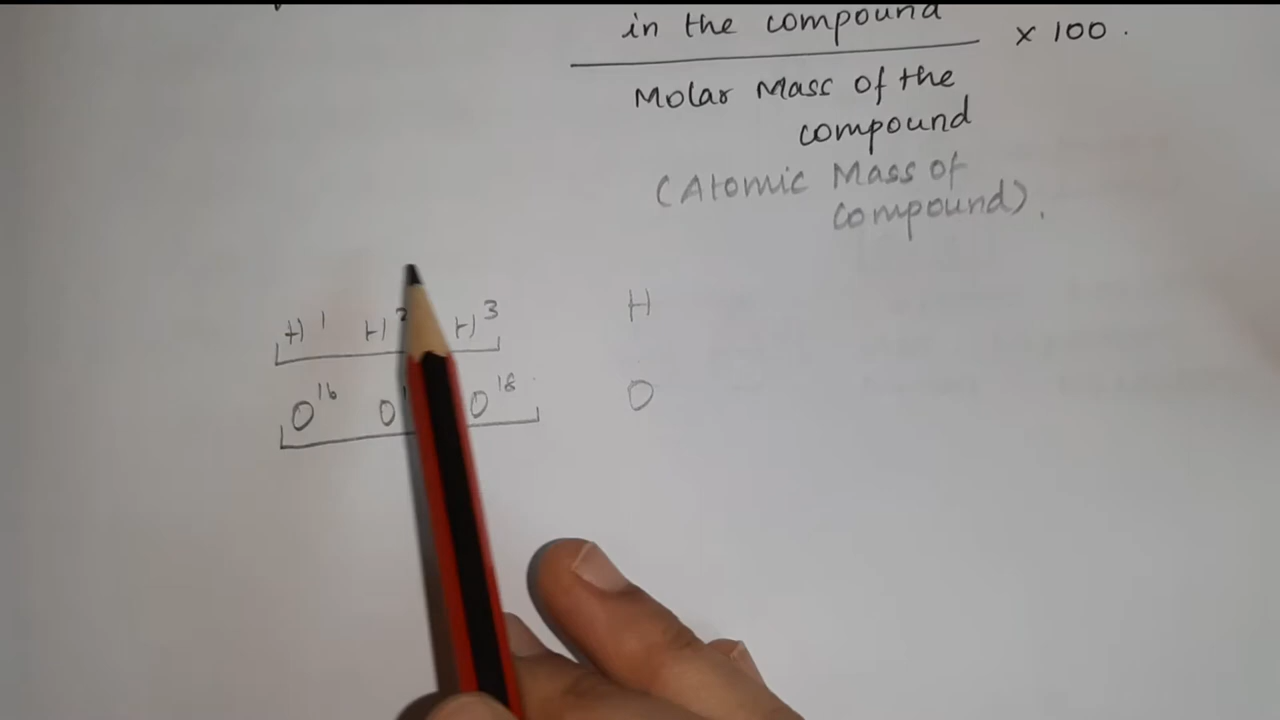 in the compound
× 100 .
Molar Mass of the
compound
(Atomic Mass of
compound).
H¹ H² H³ H
O¹⁶ O O¹⁸ O